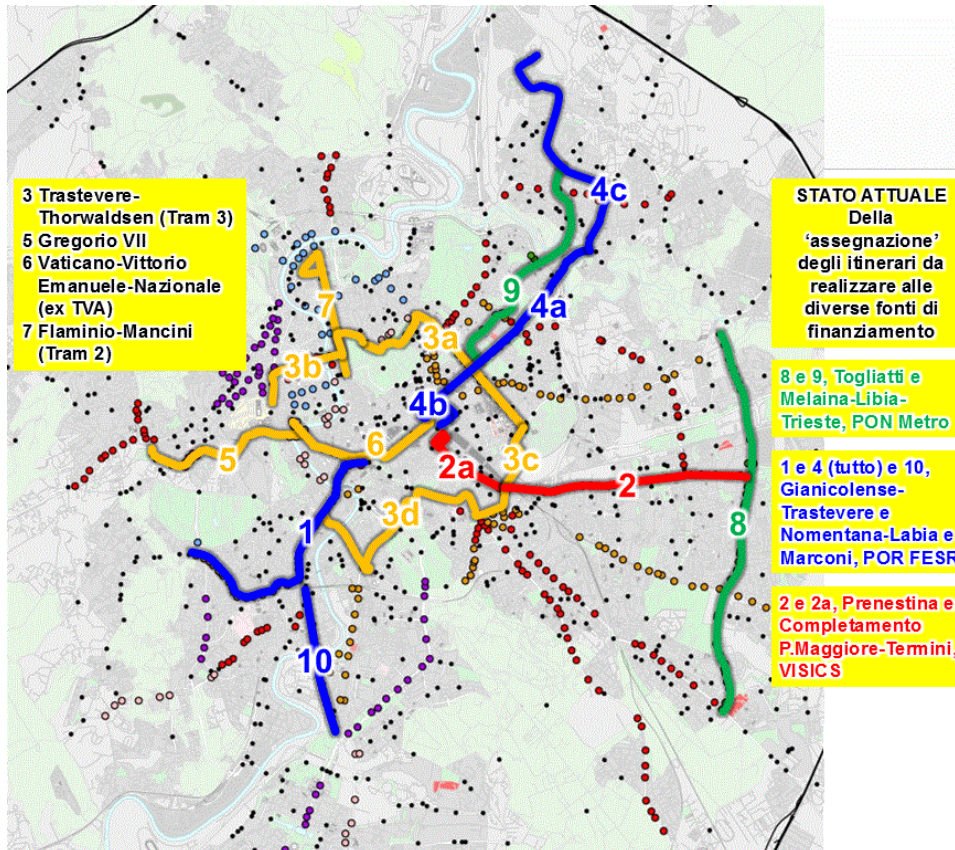 3 Trastevere-
Thorwaldsen (Tram 3)
5 Gregorio VII
6 Vaticano-Vittorio
Emanuele-Nazionale
(ex TVA)
7 Flaminio-Mancini
(Tram 2)
STATO ATTUALE
Della
‘assegnazione’
degli itinerari da
realizzare alle
diverse fonti di
finanziamento
8 e 9, Togliatti e
Melaina-Libia-
Trieste, PON Metro
1 e 4 (tutto) e 10,
Gianicolense-
Trastevere e
Nomentana-Labia e
Marconi, POR FESR
2 e 2a, Prenestina e
Completamento
P.Maggiore-Termini,
VISICS
4c
9
7
4a
3a
3b
4b
6
5
2a
3c
2
3d
1
8
10